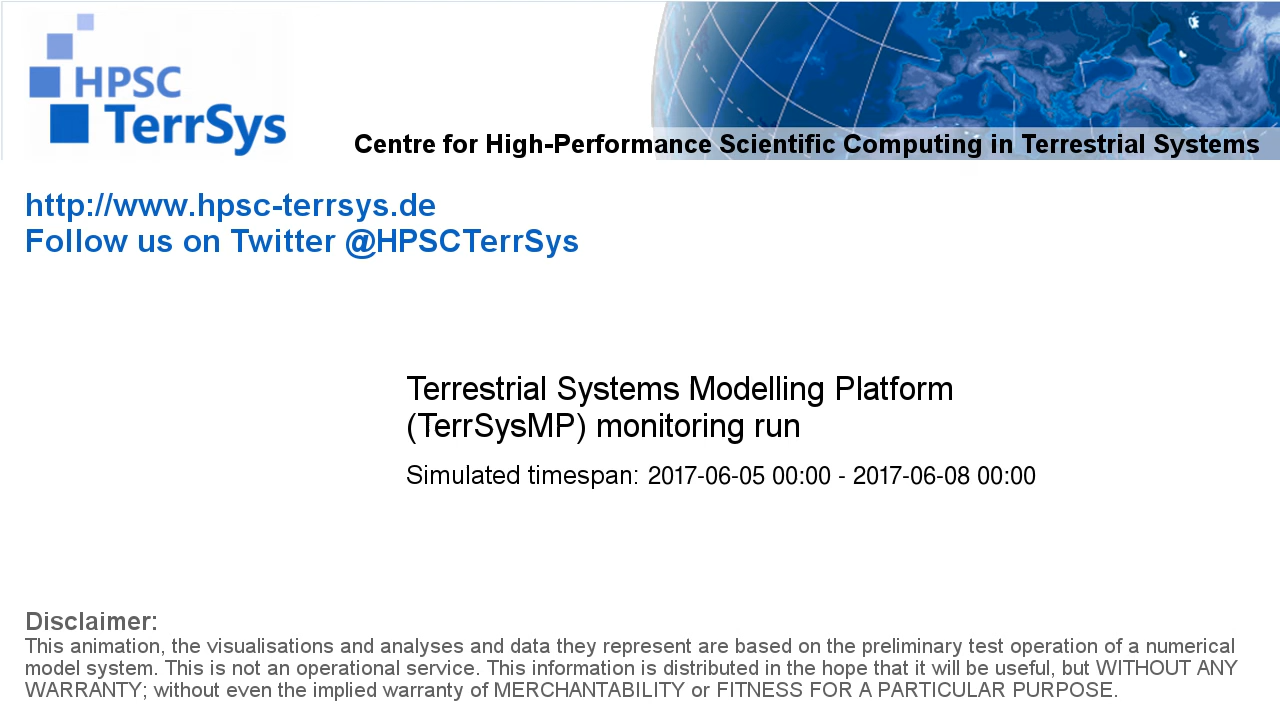 HPSC
TerrSys
Centre for High-Performance Scientific Computing in Terrestrial Systems
http://www.hpsc-terrsys.de
Follow us on Twitter @HPSCTerrSys
Terrestrial Systems Modelling Platform
(TerrSysMP) monitoring run
Simulated timespan: 2017-06-05 00:00 - 2017-06-08 00:00
Disclaimer:
This animation, the visualisations and analyses and data they represent are based on the preliminary test operation of a numerical
model system. This is not an operational service. This information is distributed in the hope that it will be useful, but WITHOUT ANY
WARRANTY; without even the implied warranty of MERCHANTABILITY or FITNESS FOR A PARTICULAR PURPOSE.